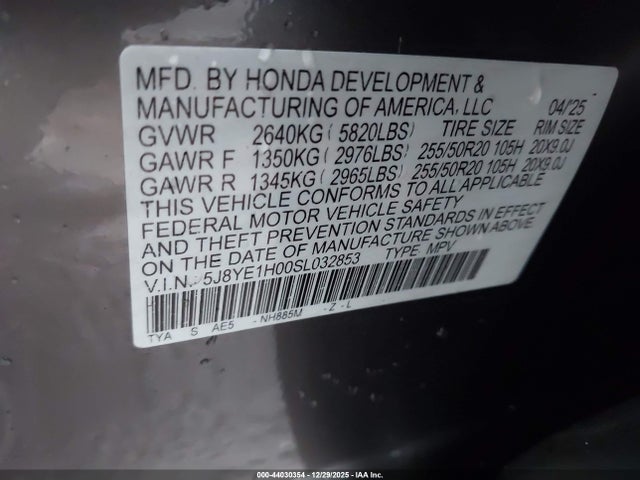 MFD. BY HONDA DEVELOPMENT &
MANUFACTURING OF AMERICA, LLC 04/'25
GVWR 2640KG ( 5820LBS) TIRE SIZE RIM SIZE
GAWR F 1350KG ( 2976LBS) 255/50R20 105H 20X9.0J
GAWR R 1345KG ( 2965LBS) 255/50R20 105H 20X9.0J
THIS VEHICLE CONFORMS TO ALL APPLICABLE
FEDERAL MOTOR VEHICLE SAFETY
AND THEFT PREVENTION STANDARDS IN EFFECT
ON THE DATE OF MANUFACTURE SHOWN ABOVE.
V.I.N. 5J8YE1H00SL032853 TYPE MPV
TYA S AE5 - NH885M - Z - L
000-44030354 - 12/29/2025 - IAA Inc.